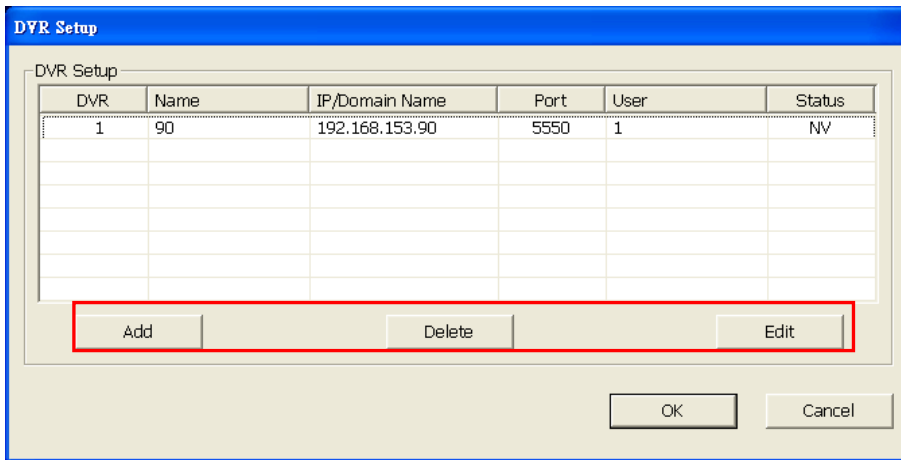 DVR Setup
DVR Setup
DVR Name IP/Domain Name Port User Status
1 90 192.168.153.90 5550 1 NV
Add Delete Edit
OK Cancel